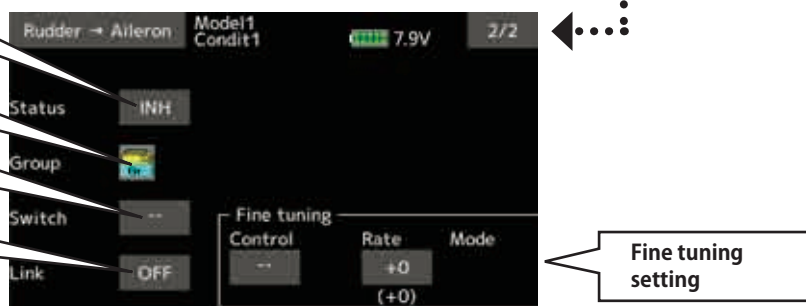 Rudder → Aileron
Model1
Condit1
7.9V
2/2
Status
INH
Group
Switch
--
Link
OFF
Fine tuning
Control
Rate
Mode
--
+0
(+0)
Fine tuning
setting